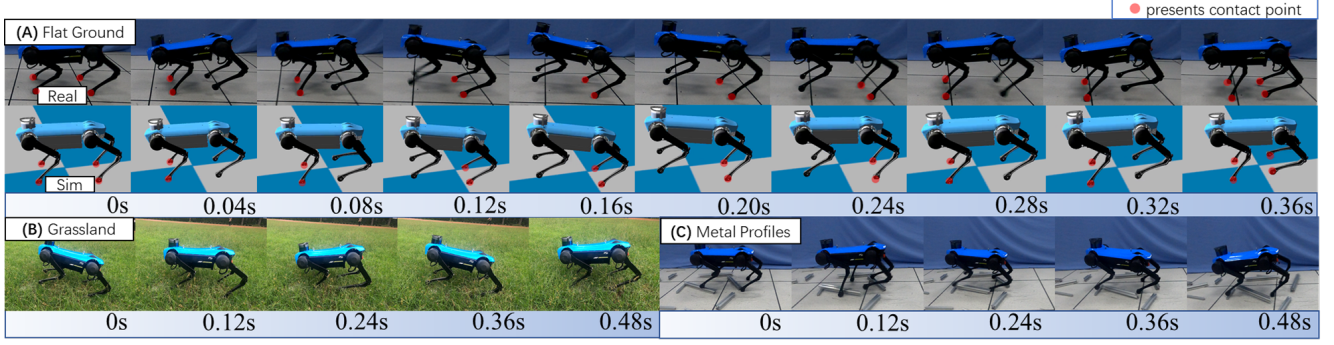 presents contact point
(A) Flat Ground
Real
Sim
0s 0.04s 0.08s 0.12s 0.16s 0.20s 0.24s 0.28s 0.32s 0.36s
(B) Grassland
0s 0.12s 0.24s 0.36s 0.48s
(C) Metal Profiles
0s 0.12s 0.24s 0.36s 0.48s